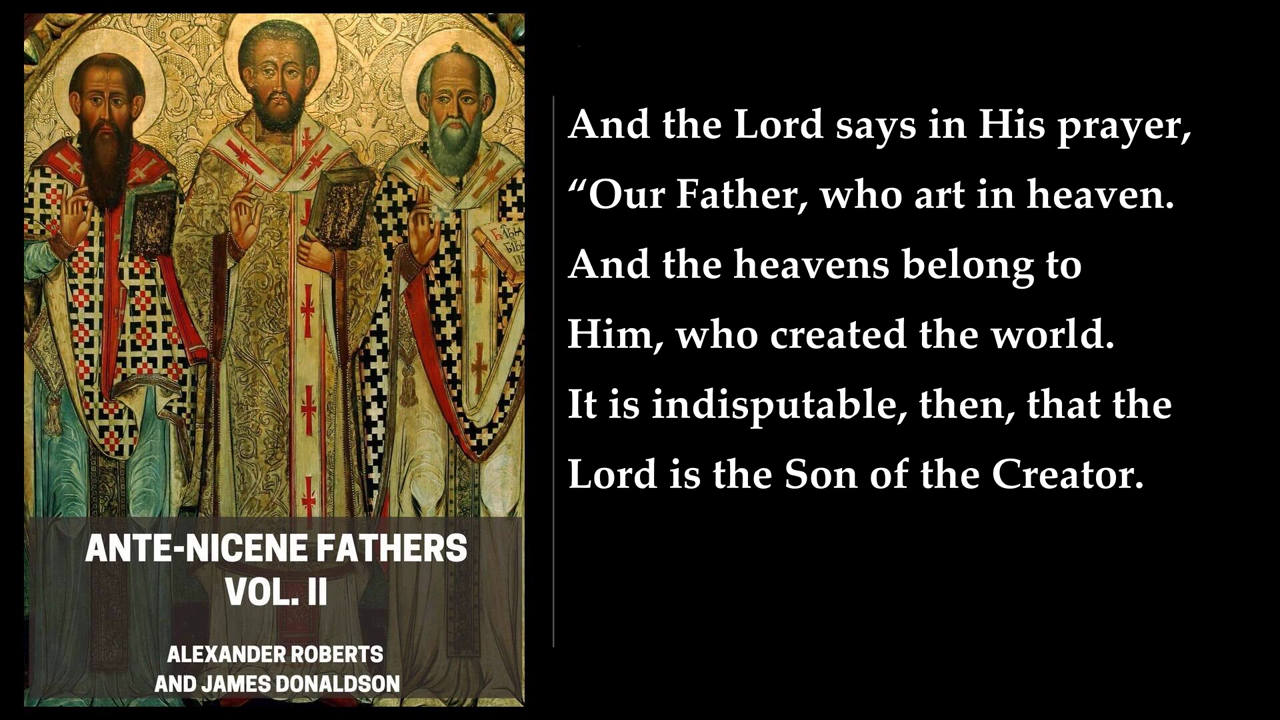 ANTE-NICENE FATHERS
VOL. II
ALEXANDER ROBERTS
AND JAMES DONALDSON
And the Lord says in His prayer,
“Our Father, who art in heaven.
And the heavens belong to
Him, who created the world.
It is indisputable, then, that the
Lord is the Son of the Creator.